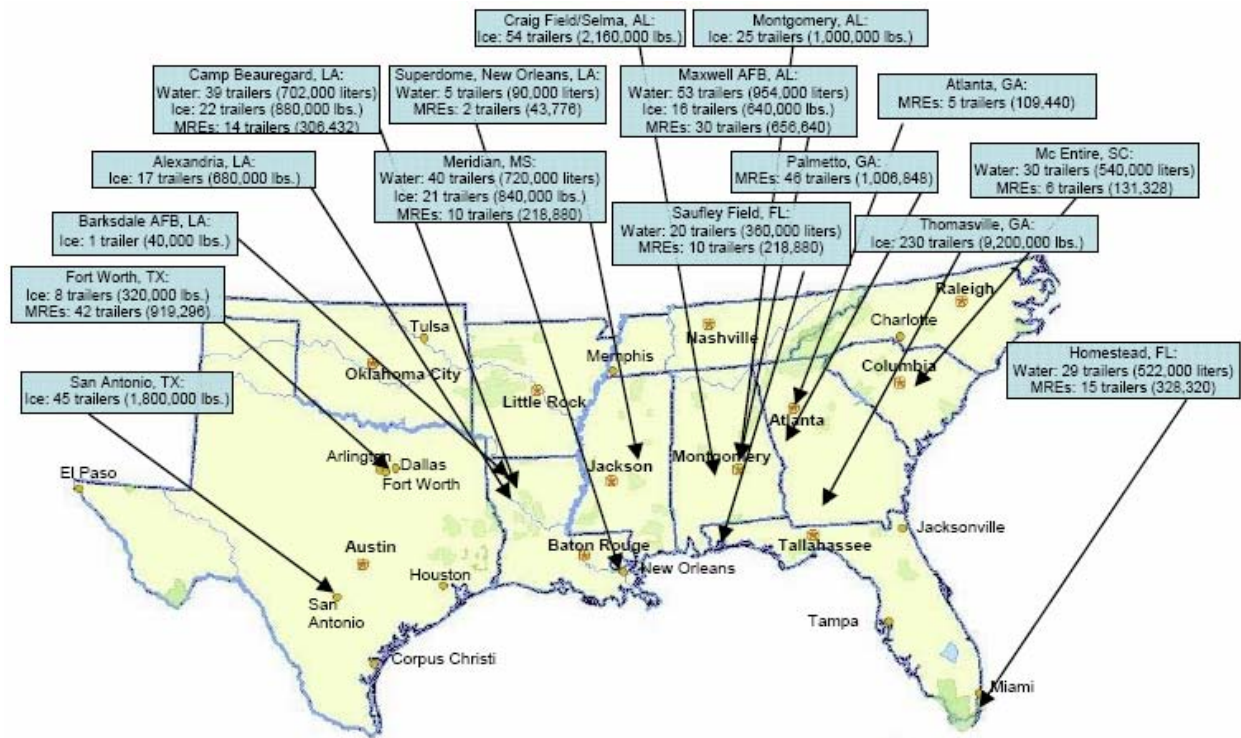 Craig Field/Selma, AL:
Ice: 54 trailers (2,160,000 lbs.)
Montgomery, AL:
Ice: 25 trailers (1,000,000 lbs.)
Camp Beauregard, LA:
Water: 39 trailers (702,000 liters)
Ice: 22 trailers (880,000 lbs.)
MREs: 14 trailers (306,432)
Superdome, New Orleans, LA:
Water: 5 trailers (90,000 liters)
MREs: 2 trailers (43,776)
Maxwell AFB, AL:
Water: 53 trailers (954,000 liters)
Ice: 16 trailers (640,000 lbs.)
MREs: 30 trailers (656,640)
Atlanta, GA:
MREs: 5 trailers (109,440)
Alexandria, LA:
Ice: 17 trailers (680,000 lbs.)
Meridian, MS:
Water: 40 trailers (720,000 liters)
Ice: 21 trailers (840,000 lbs.)
MREs: 10 trailers (218,880)
Palmetto, GA:
MREs: 46 trailers (1,006,848)
Mc Entire, SC:
Water: 30 trailers (540,000 liters)
MREs: 6 trailers (131,328)
Barksdale AFB, LA:
Ice: 1 trailer (40,000 lbs.)
Saufley Field, FL:
Water: 20 trailers (360,000 liters)
MREs: 10 trailers (218,880)
Thomasville, GA:
Ice: 230 trailers (9,200,000 lbs.)
Fort Worth, TX:
Ice: 8 trailers (320,000 lbs.)
MREs: 42 trailers (919,296)
San Antonio, TX:
Ice: 45 trailers (1,800,000 lbs.)
Homestead, FL:
Water: 29 trailers (522,000 liters)
MREs: 15 trailers (328,320)
Raleigh
Tulsa
Nashville
Charlotte
Memphis
Oklahoma City
Columbia
Little Rock
Atlanta
Arlington
Dallas
Fort Worth
Jackson
Montgomery
El Paso
Jacksonville
Austin
Baton Rouge
Tallahassee
Houston
New Orleans
San
Antonio
Tampa
Corpus Christi
Miami